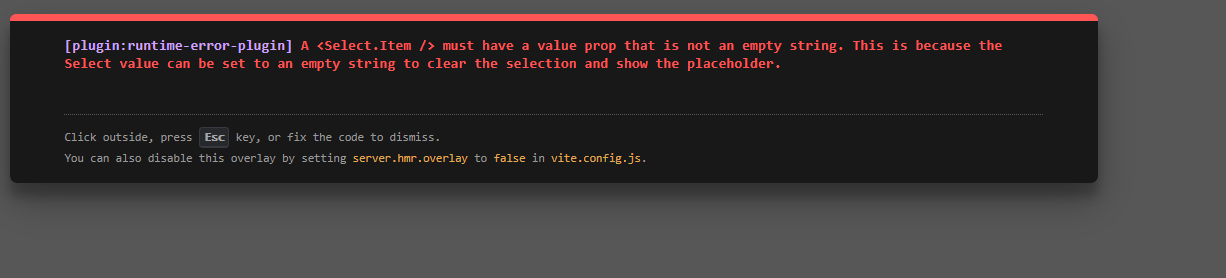 [plugin:runtime-error-plugin] A <Select.Item /> must have a value prop that is not an empty string. This is because the
Select value can be set to an empty string to clear the selection and show the placeholder.
Click outside, press Esc key, or fix the code to dismiss.
You can also disable this overlay by setting server.hmr.overlay to false in vite.config.js.